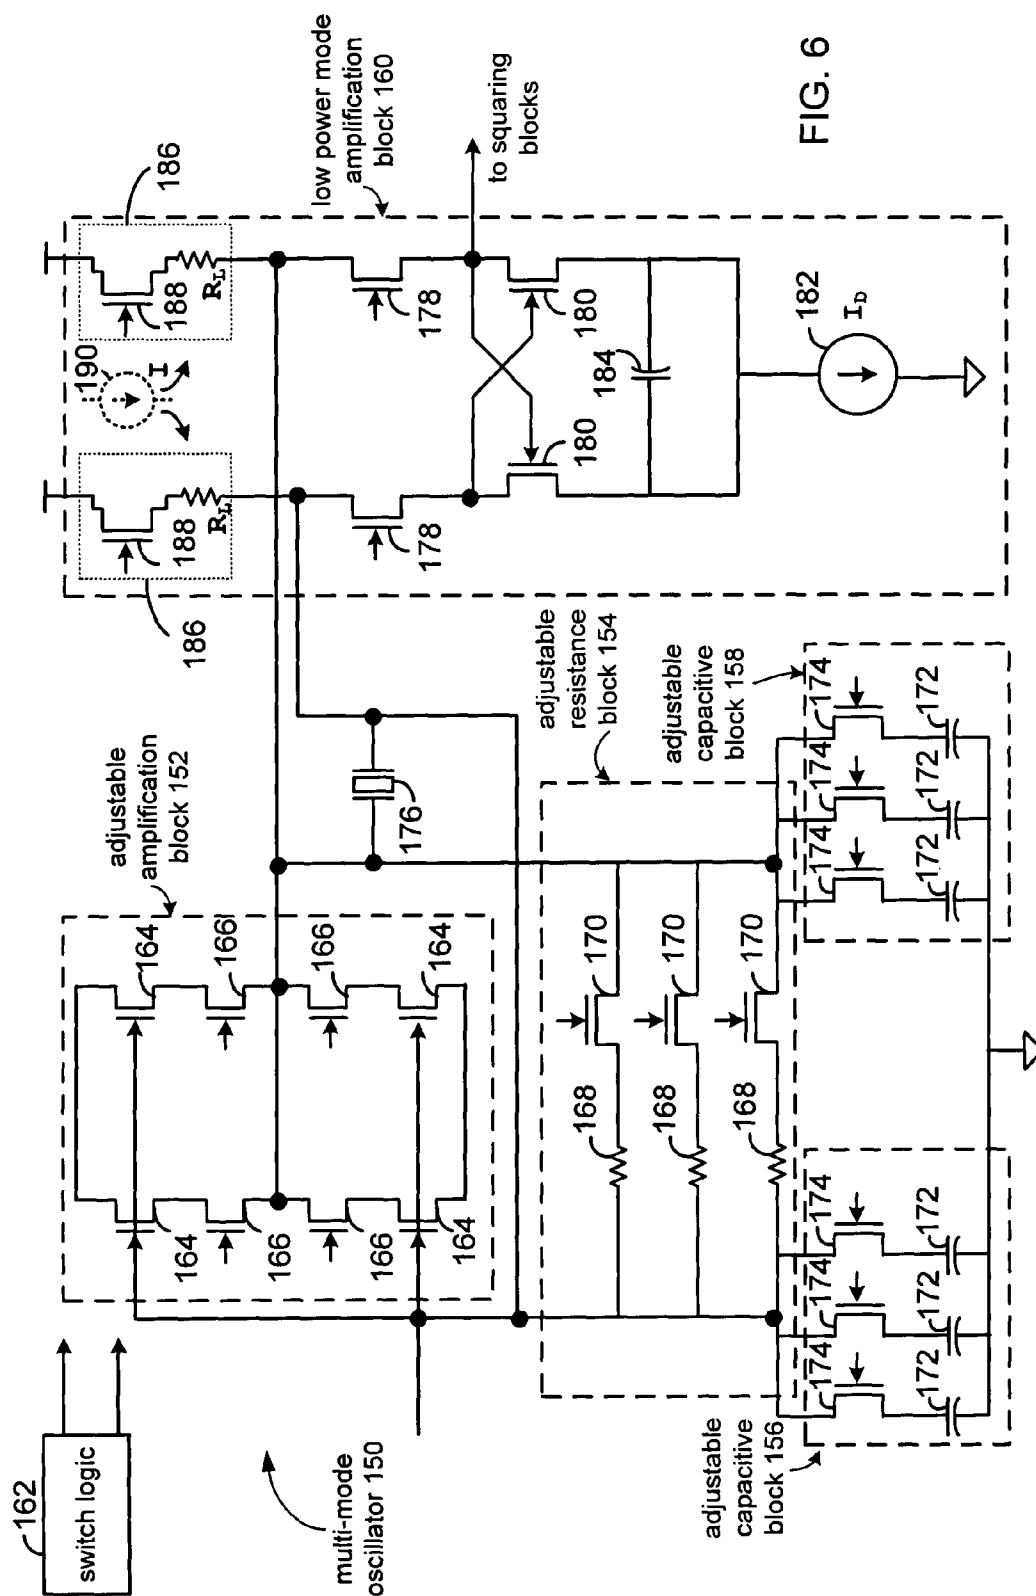 162
switch logic
multi-mode
oscillator 150
adjustable
amplification
block 152
164
164
166
166
166
166
164
164
176
low power mode
amplification
block 160
186
186
188
188
R_L
R_L
190
I
178
178
to squaring
blocks
180
180
184
182
I_D
adjustable
resistance
block 154
168
170
168
170
168
170
adjustable
capacitive
block 156
174
174
174
172
172
172
adjustable
capacitive
block 158
174
174
174
172
172
172
FIG. 6